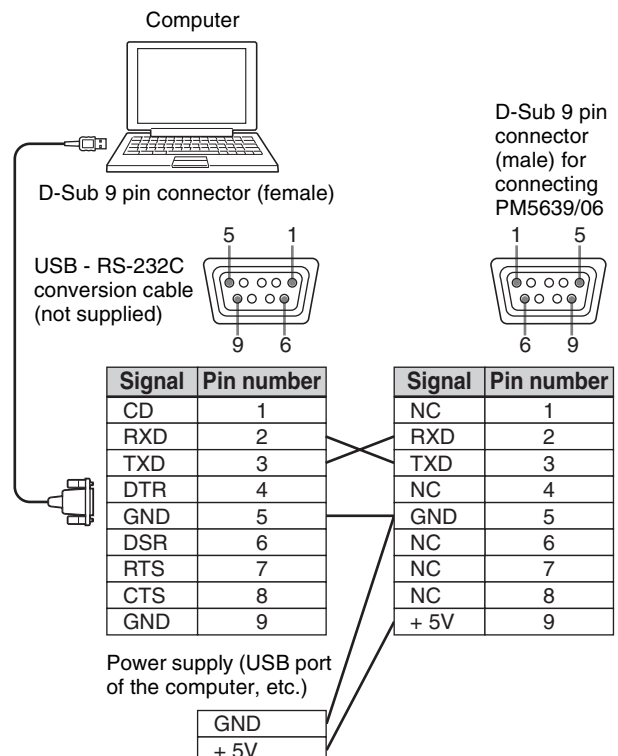 Computer
D-Sub 9 pin connector (female)
D-Sub 9 pin
connector
(male) for
connecting
PM5639/06
USB - RS-232C
conversion cable
(not supplied)
5 1
9 6
1 5
6 9
Signal Pin number
CD 1
RXD 2
TXD 3
DTR 4
GND 5
DSR 6
RTS 7
CTS 8
GND 9
Signal Pin number
NC 1
RXD 2
TXD 3
NC 4
GND 5
NC 6
NC 7
NC 8
+ 5V 9
Power supply (USB port
of the computer, etc.)
GND
+ 5V